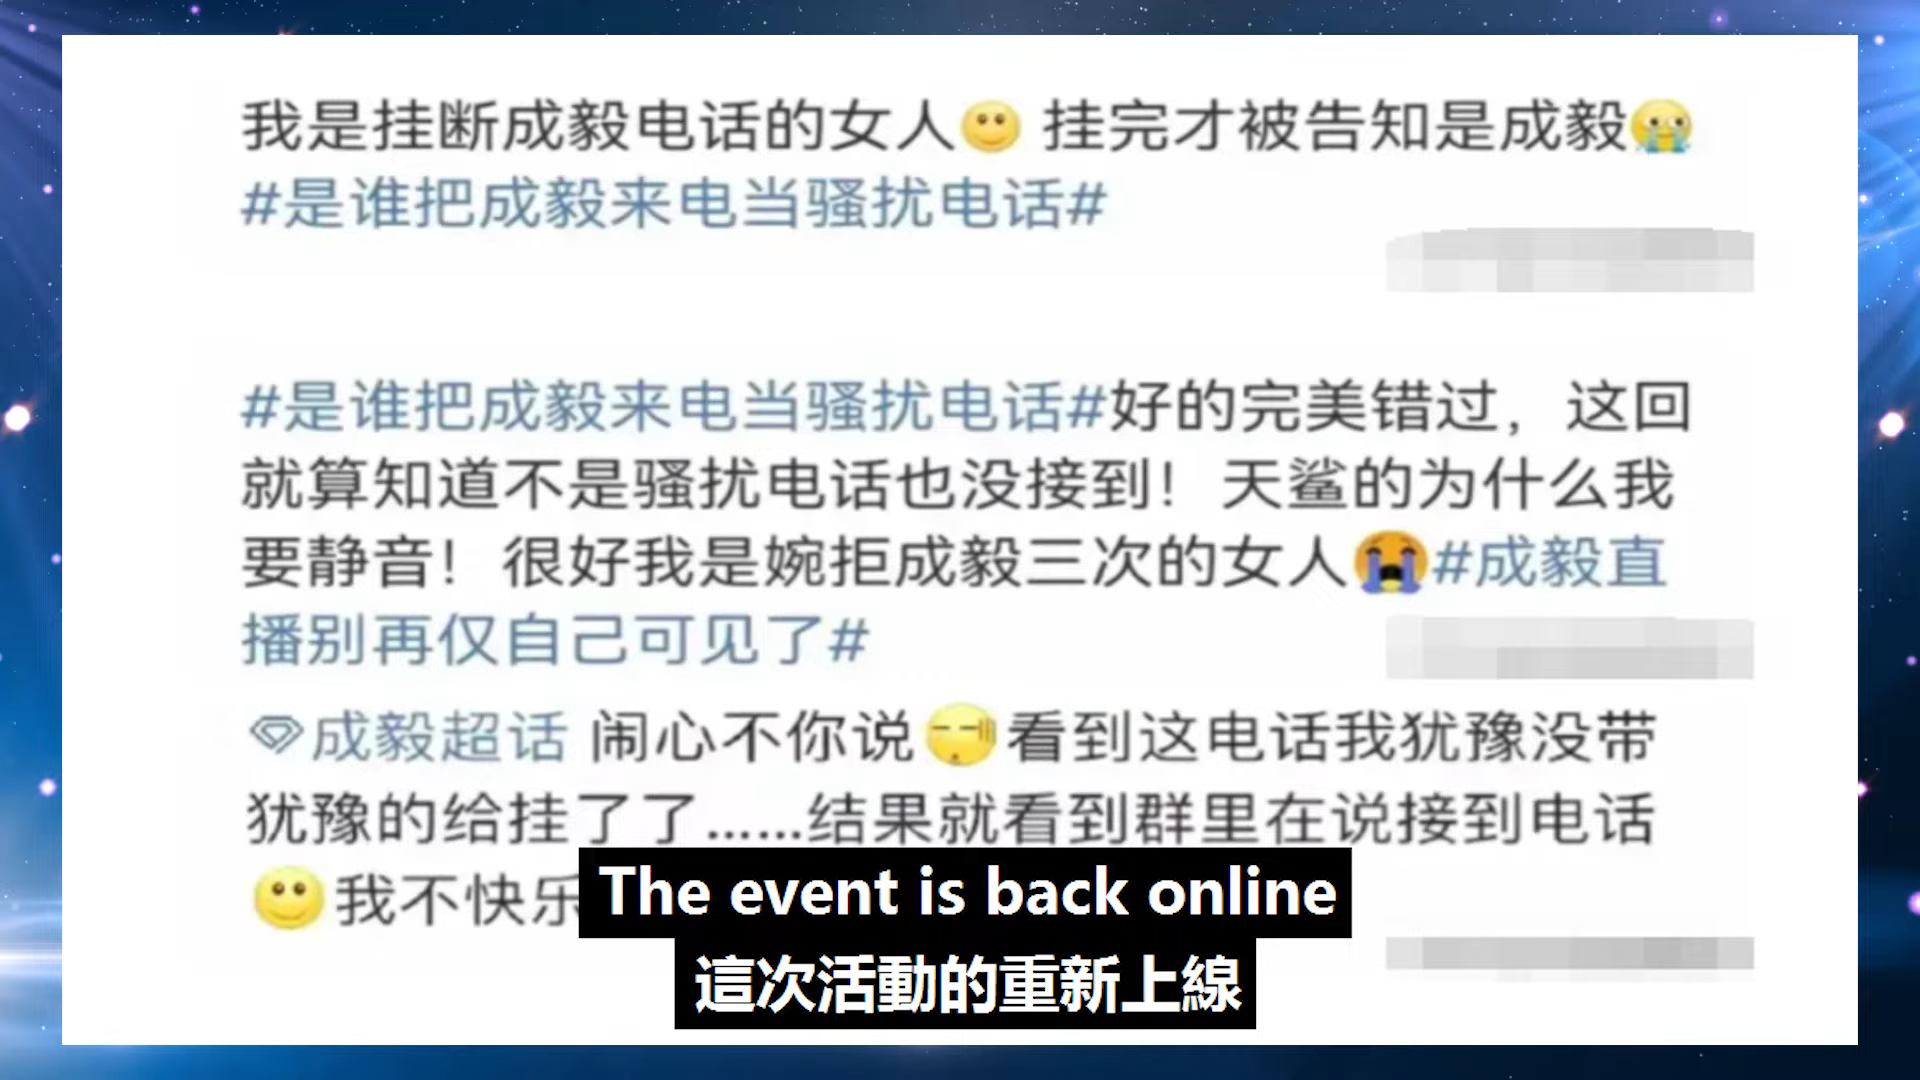 我是挂断成毅电话的女人🙂 挂完才被告知是成毅😭
#是谁把成毅来电当骚扰电话#
#是谁把成毅来电当骚扰电话#好的完美错过，这回
就算知道不是骚扰电话也没接到！天鲨的为什么我
要静音！很好我是婉拒成毅三次的女人😭#成毅直
播别再仅自己可见了#
成毅超话 闹心不你说 看到这电话我犹豫没带
犹豫的给挂了了......结果就看到群里在说接到电话
🙂我不快乐
The event is back online
這次活動的重新上線